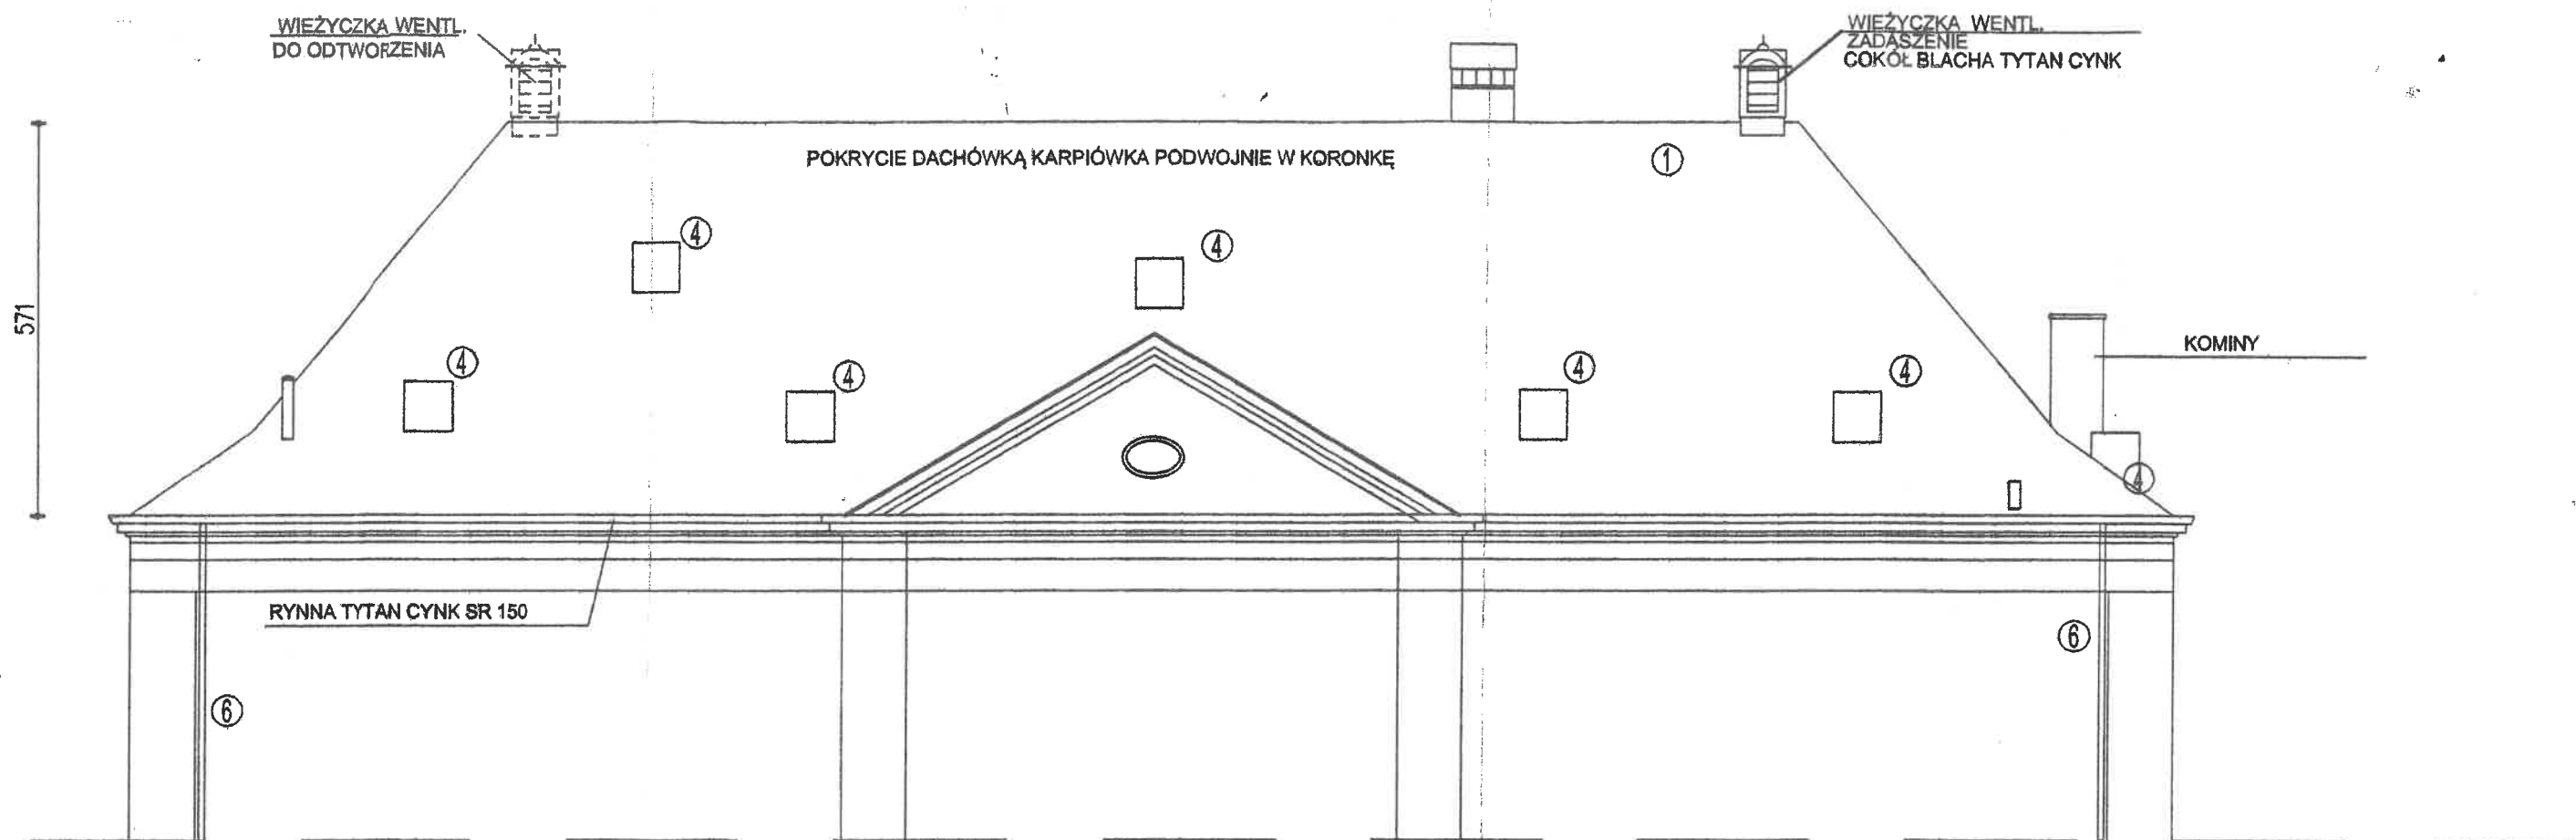 WIEŻYCZKA WENTL.
DO ODTWORZENIA
WIEŻYCZKA WENTL.
ZADASZENIE
COKÓŁ BLACHA TYTAN CYNK
POKRYCIE DACHÓWKĄ KARPIÓWKA PODWOJNIE W KORONKĘ
1
4
4
571
KOMINY
4
4
4
4
4
RYNNA TYTAN CYNK SR 150
6
6